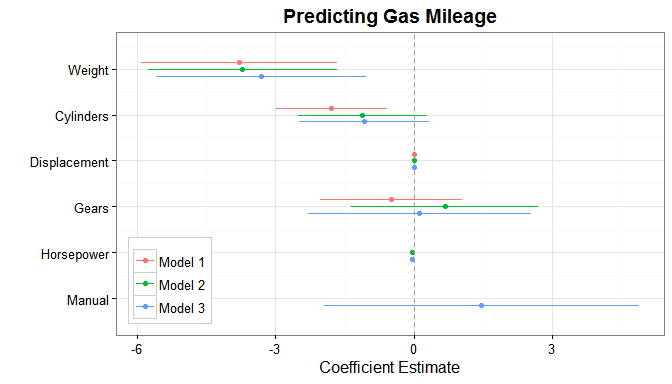 Predicting Gas Mileage
Weight
Cylinders
Displacement
Gears
Horsepower
Manual
Model 1
Model 2
Model 3
-6 -3 0 3
Coefficient Estimate